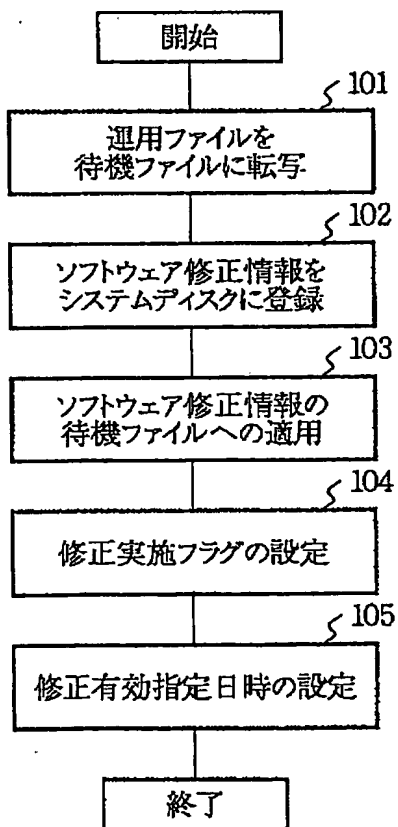 開始
101
運用ファイルを
待機ファイルに転写
102
ソフトウェア修正情報を
システムディスクに登録
103
ソフトウェア修正情報の
待機ファイルへの適用
104
修正実施フラグの設定
105
修正有効指定日時の設定
終了